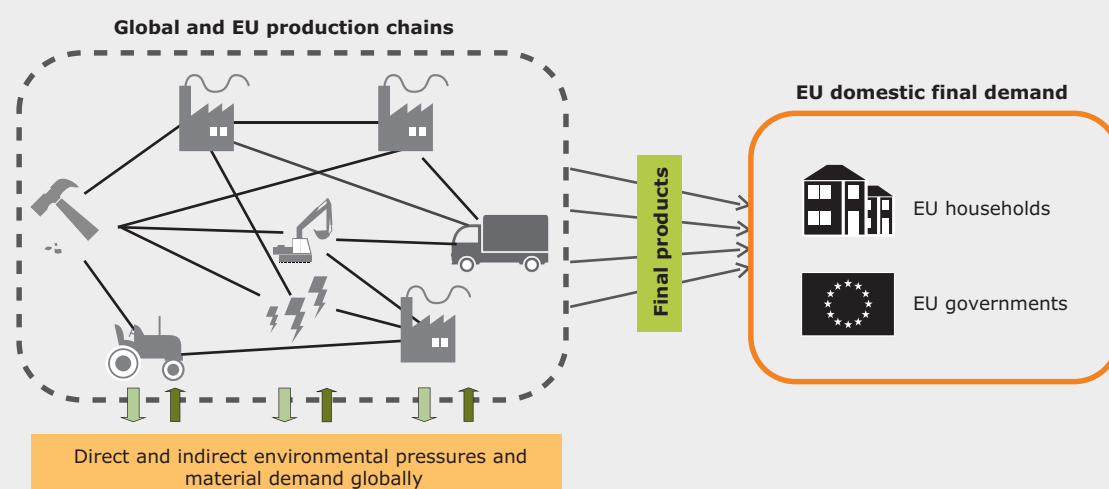 Global and EU production chains
EU domestic final demand
Final products
EU households
EU governments
Direct and indirect environmental pressures and
material demand globally